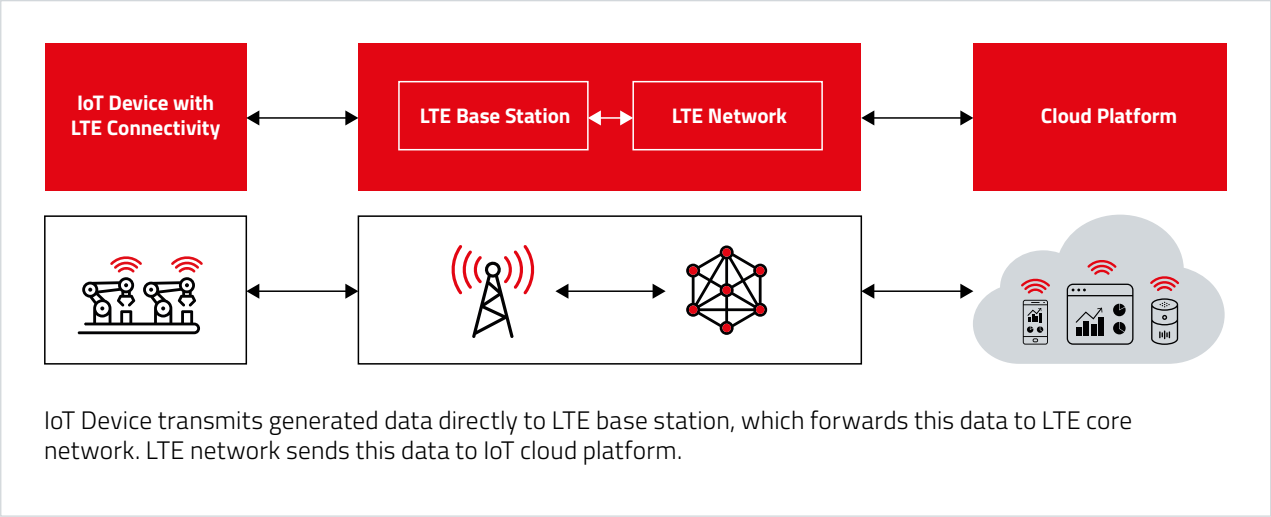 IoT Device with
LTE Connectivity
LTE Base Station
LTE Network
Cloud Platform
IoT Device transmits generated data directly to LTE base station, which forwards this data to LTE core
network. LTE network sends this data to IoT cloud platform.